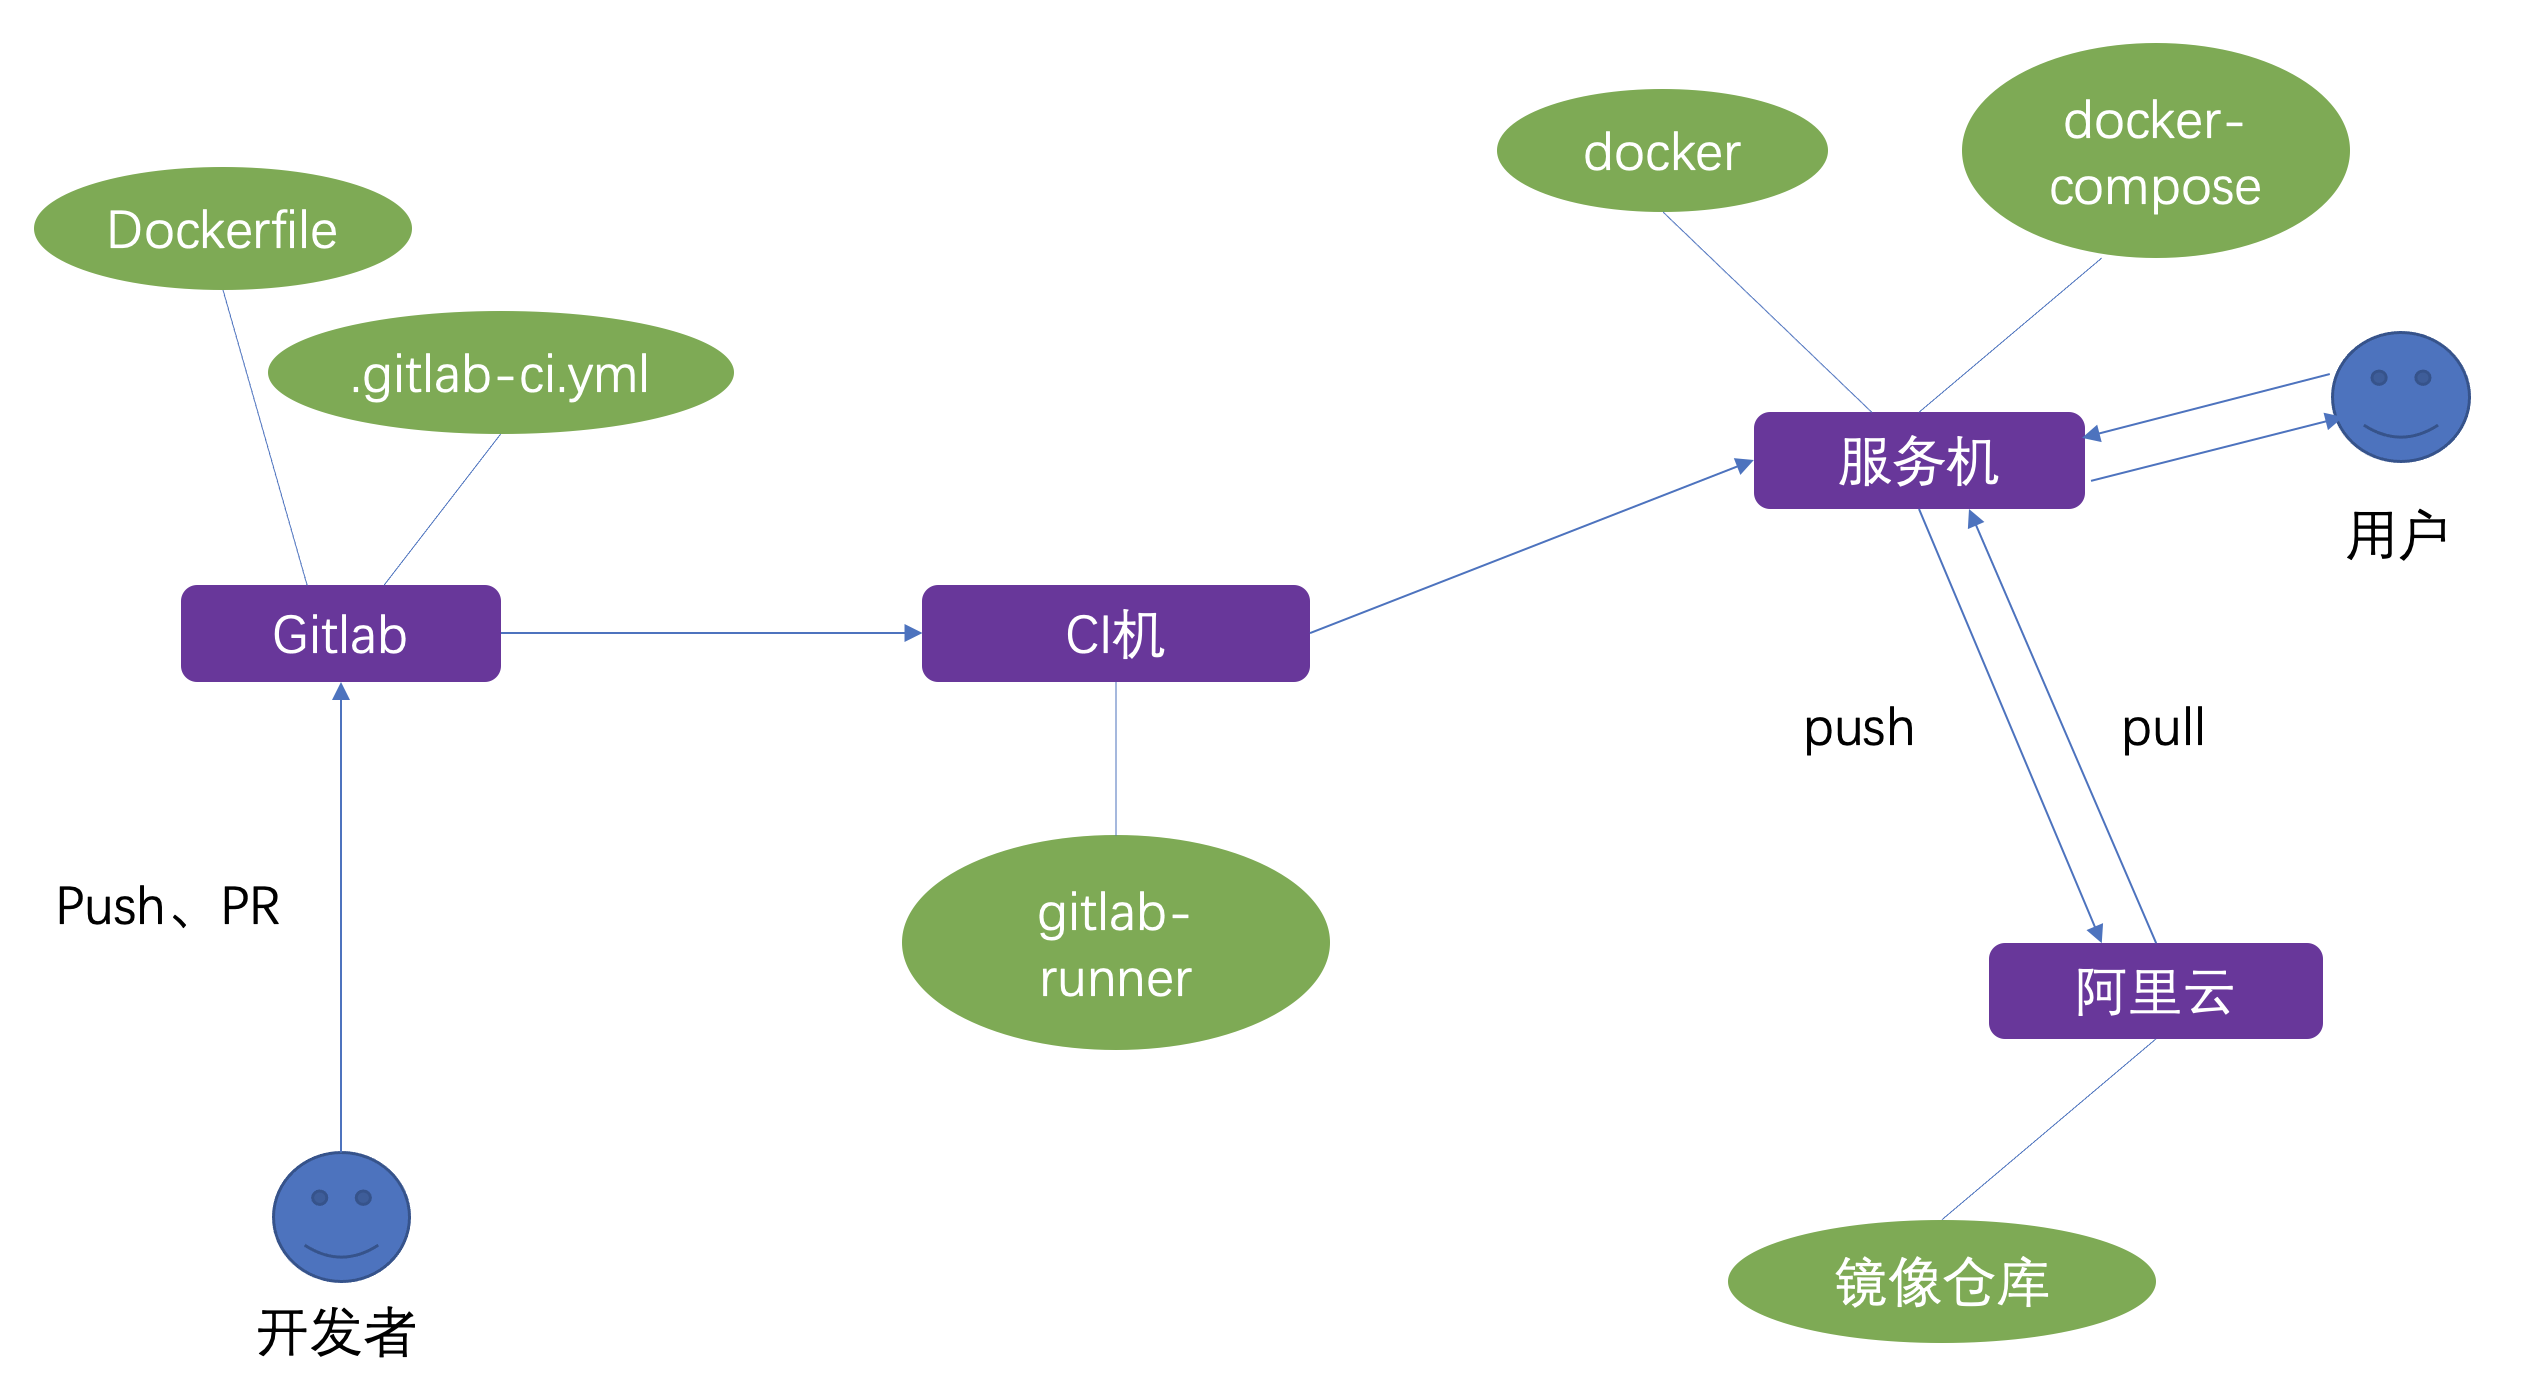 docker
docker-
compose
Dockerfile
.gitlab-ci.yml
服务机
用户
Gitlab
CI机
push
pull
Push、PR
gitlab-
runner
阿里云
镜像仓库
开发者